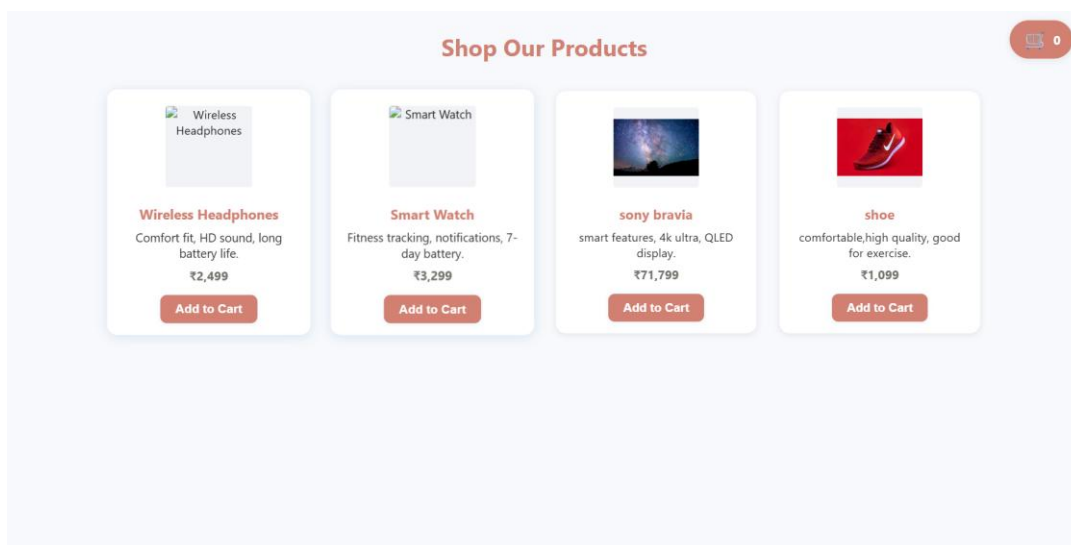 Shop Our Products
0
Wireless
Headphones
Smart Watch
Wireless Headphones
Comfort fit, HD sound, long
battery life.
₹2,499
Add to Cart
Smart Watch
Fitness tracking, notifications, 7-
day battery.
₹3,299
Add to Cart
sony bravia
smart features, 4k ultra, QLED
display.
₹71,799
Add to Cart
shoe
comfortable,high quality, good
for exercise.
₹1,099
Add to Cart